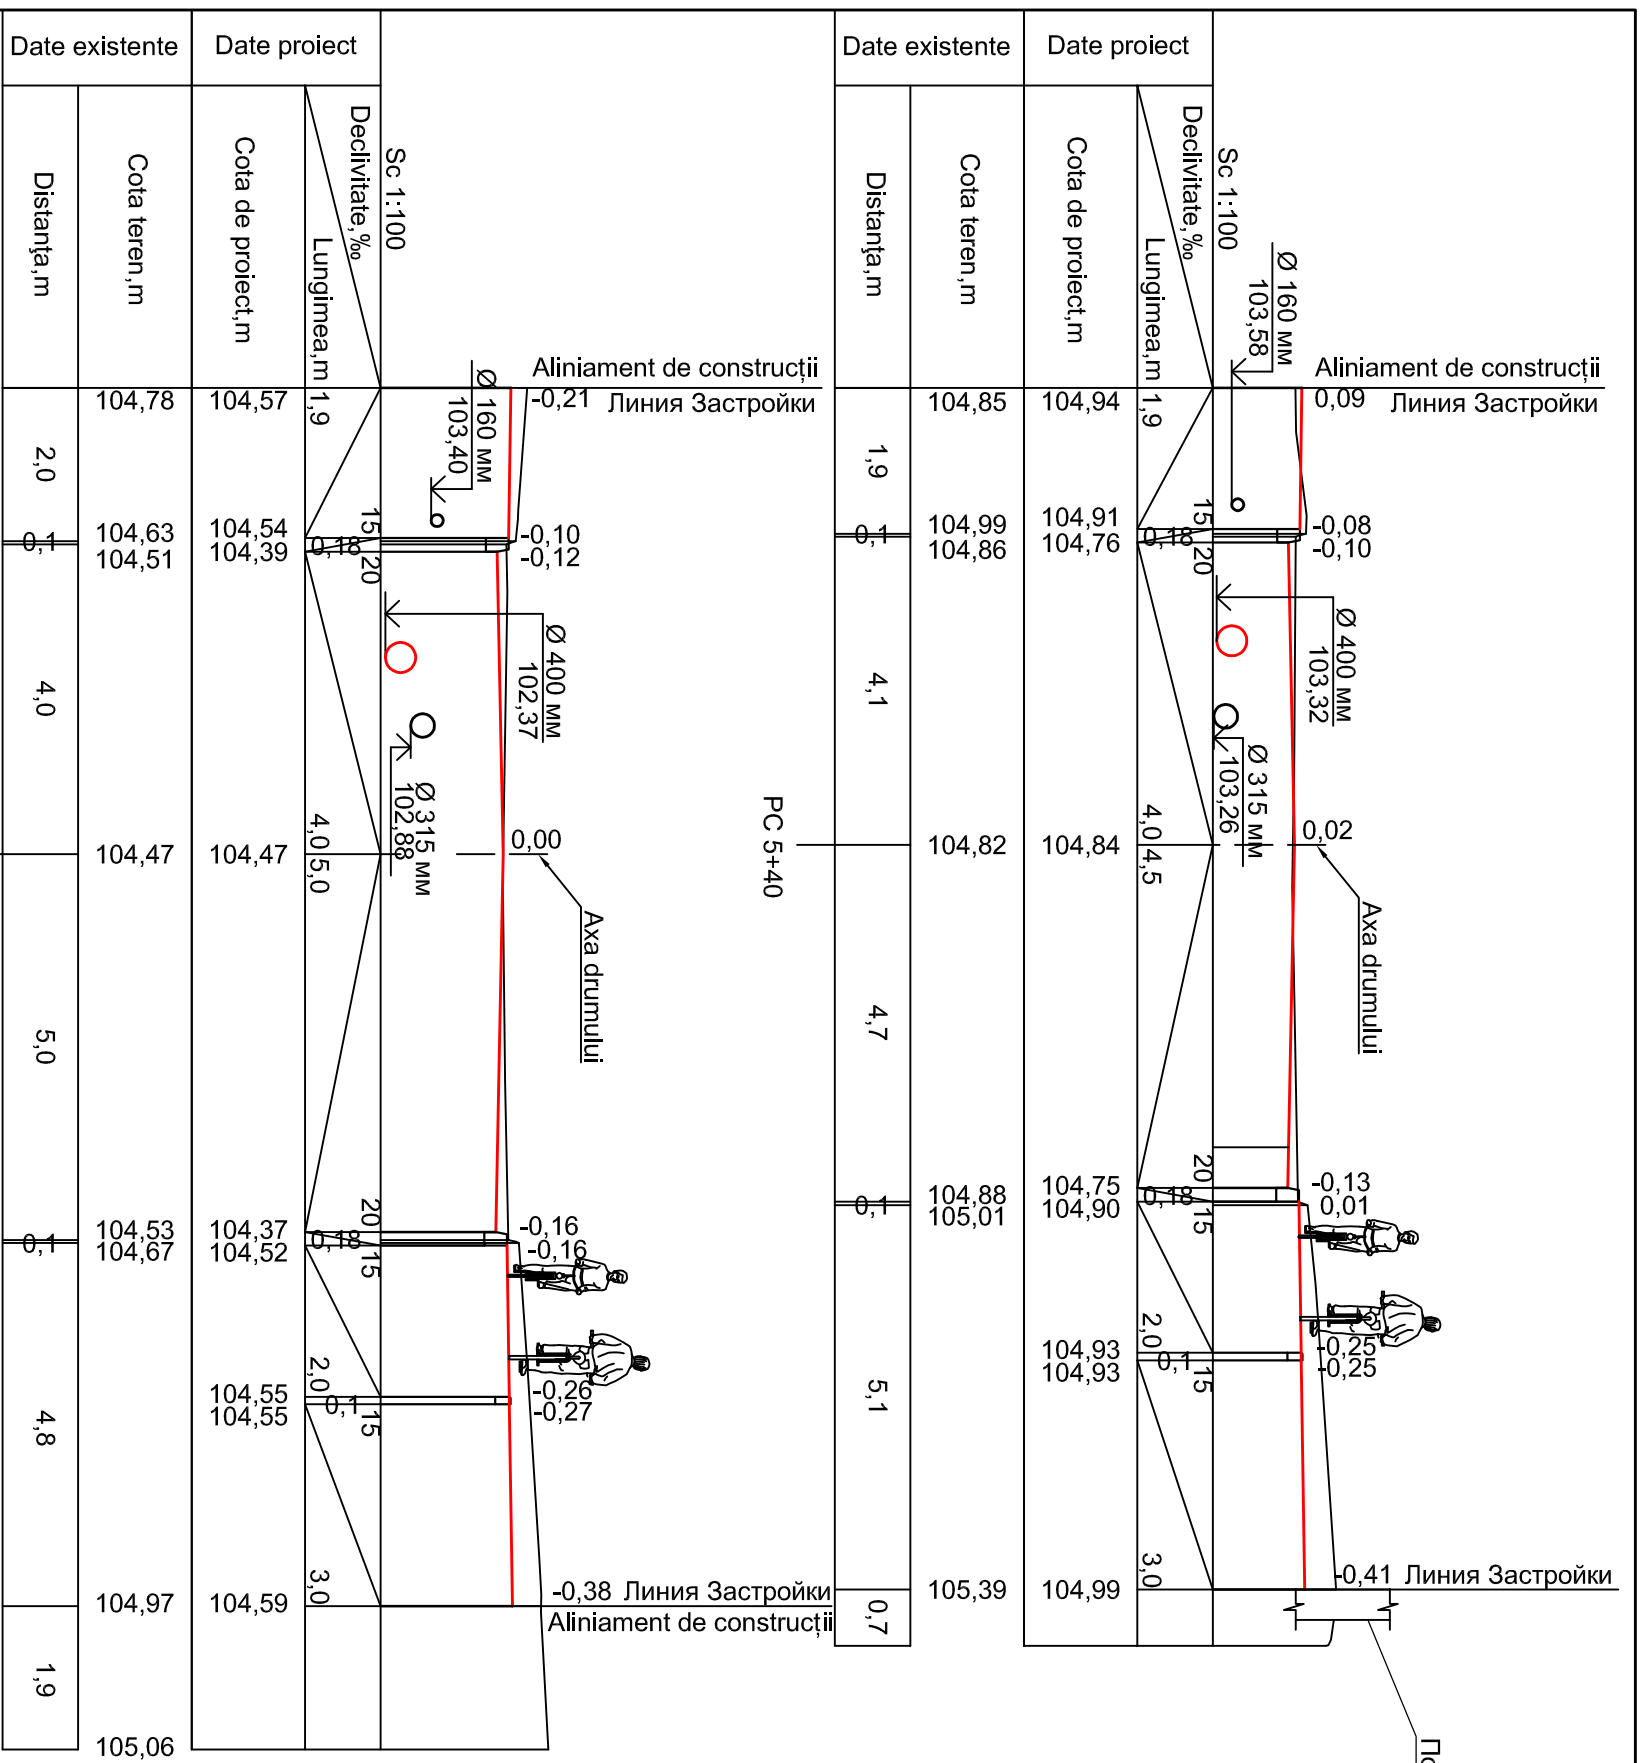 Date existente
Date proiect
Declivitate,‰
Lungimea,m
Cota de proiect,m
Cota teren,m
Distanța,m
Sc 1:100
Ø 160 мм
103,40
Aliniament de construcții
-0,21 Линия Застройки
104,78 104,57 1,9
2,0
15
104,63 104,54 -0,10
0,1 0,18
104,51 104,39 -0,12
20
Ø 400 мм
102,37
4,0
Ø 315 мм
102,88
4,0
104,47 104,47 0,00
5,0
Axa drumului
5,0
20
104,53 104,37 -0,16
0,1 0,18
104,67 104,52 -0,16
15
2,0
104,55 -0,26
0,1
104,55 -0,27
15
4,8
3,0
104,97 104,59 -0,38 Линия Застройки
Aliniament de construcții
1,9
105,06
PC 5+40
Date existente
Date proiect
Declivitate,‰
Lungimea,m
Cota de proiect,m
Cota teren,m
Distanța,m
Sc 1:100
Ø 160 мм
103,58
Aliniament de construcții
0,09 Линия Застройки
104,85 104,94 1,9
1,9
15
104,99 104,91 -0,08
0,1 0,18
104,86 104,76 -0,10
20
Ø 400 мм
103,32
4,1
Ø 315 мм
103,26
4,0
104,82 104,84 0,02
4,5
Axa drumului
4,7
20
104,88 104,75 -0,13
0,1 0,18
105,01 104,90 0,01
15
2,0
104,93 -0,25
0,1
104,93 -0,25
15
5,1
3,0
105,39 104,99 -0,41 Линия Застройки
0,7